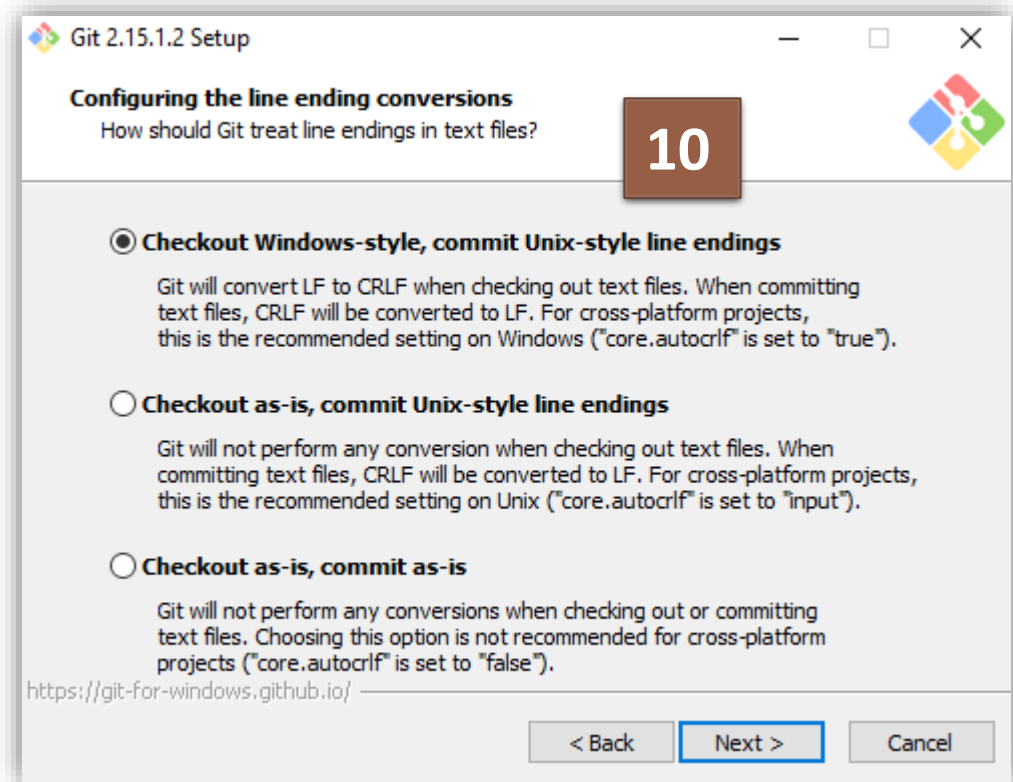 Git 2.15.1.2 Setup
Configuring the line ending conversions
How should Git treat line endings in text files?
10
Checkout Windows-style, commit Unix-style line endings
Git will convert LF to CRLF when checking out text files. When committing
text files, CRLF will be converted to LF. For cross-platform projects,
this is the recommended setting on Windows ("core.autocrlf" is set to "true").
Checkout as-is, commit Unix-style line endings
Git will not perform any conversion when checking out text files. When
committing text files, CRLF will be converted to LF. For cross-platform projects,
this is the recommended setting on Unix ("core.autocrlf" is set to "input").
Checkout as-is, commit as-is
Git will not perform any conversions when checking out or committing
text files. Choosing this option is not recommended for cross-platform
projects ("core.autocrlf" is set to "false").
https://git-for-windows.github.io/
< Back Next > Cancel